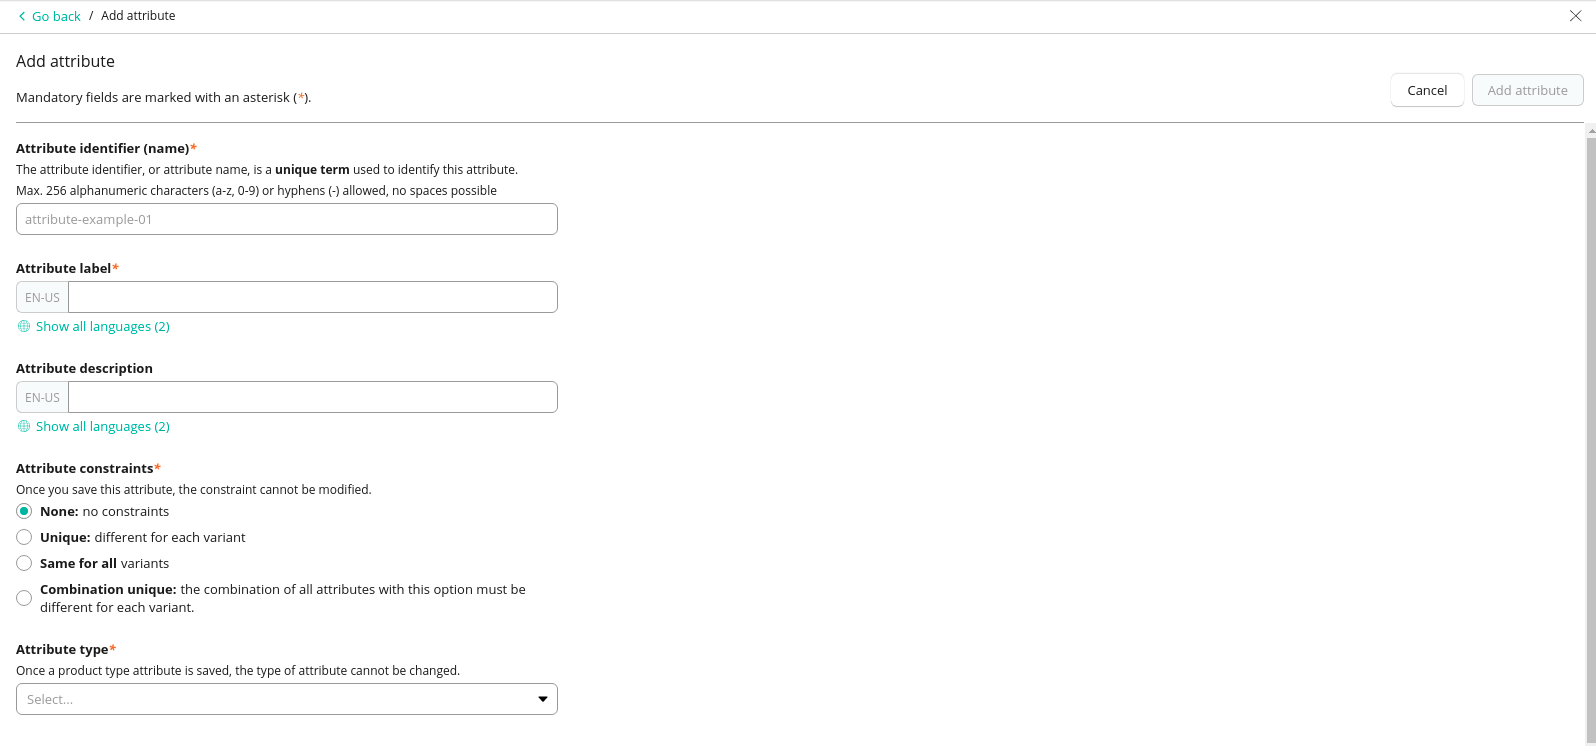 Go back / Add attribute
Add attribute
Mandatory fields are marked with an asterisk (*).
Cancel
Add attribute
Attribute identifier (name)*
The attribute identifier, or attribute name, is a unique term used to identify this attribute.
Max. 256 alphanumeric characters (a-z, 0-9) or hyphens (-) allowed, no spaces possible
attribute-example-01
Attribute label*
EN-US
Show all languages (2)
Attribute description
EN-US
Show all languages (2)
Attribute constraints*
Once you save this attribute, the constraint cannot be modified.
None: no constraints
Unique: different for each variant
Same for all variants
Combination unique: the combination of all attributes with this option must be
different for each variant.
Attribute type*
Once a product type attribute is saved, the type of attribute cannot be changed.
Select...